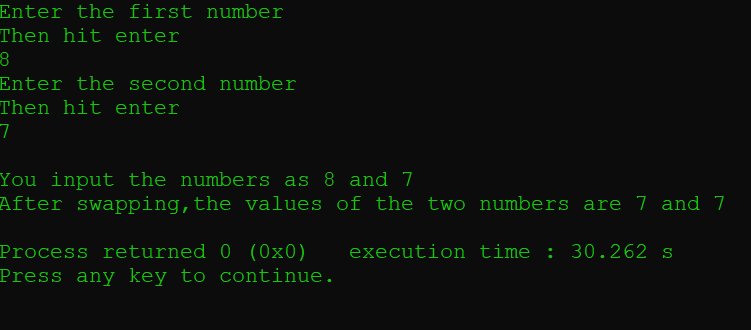 Enter the first number
Then hit enter
8
Enter the second number
Then hit enter
7
You input the numbers as 8 and 7
After swapping,the values of the two numbers are 7 and 7
Process returned 0 (0x0)   execution time : 30.262 s
Press any key to continue.